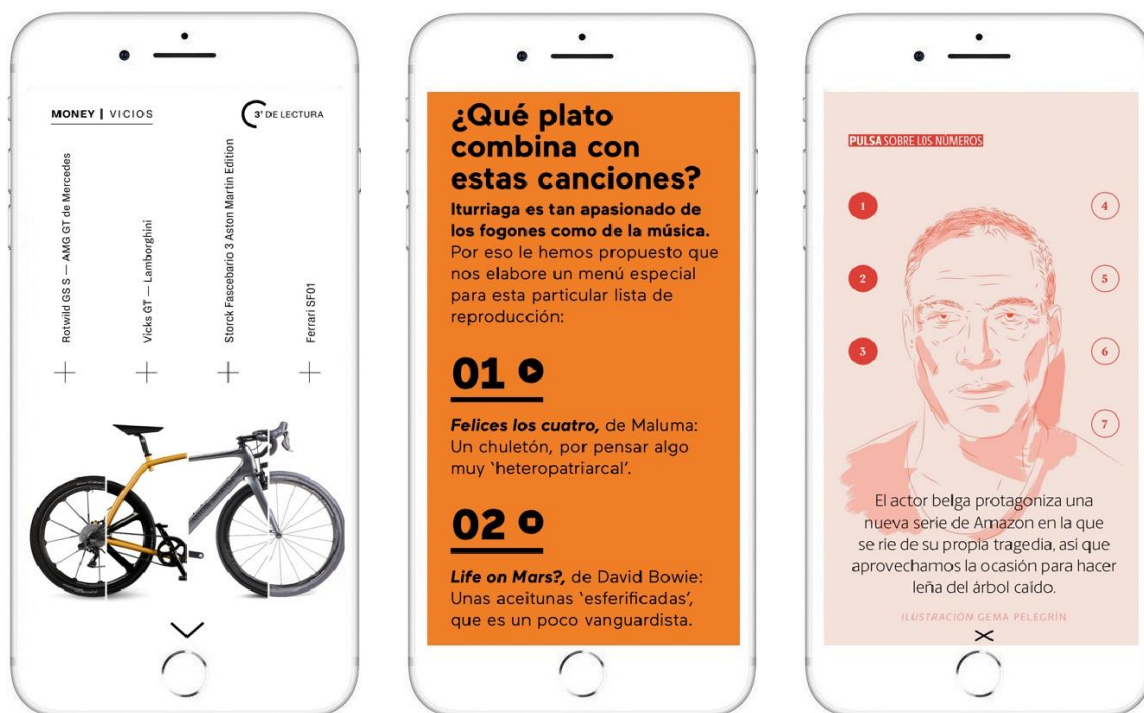 MONEY | VICIOS
3' DE LECTURA
Rotwild GS S — AMG GT de Mercedes
Vicks GT — Lamborghini
Storck Fascebario 3 Aston Martin Edition
Ferrari SF01
¿Qué plato
combina con
estas canciones?
Iturriaga es tan apasionado de
los fogones como de la música.
Por eso le hemos propuesto que
nos elabore un menú especial
para esta particular lista de
reproducción:
01
Felices los cuatro, de Maluma:
Un chuletón, por pensar algo
muy ‘heteropatriarcal’.
02
Life on Mars?, de David Bowie:
Unas aceitunas ‘esferificadas’,
que es un poco vanguardista.
PULSA SOBRE LOS NÚMEROS
1
2
3
4
5
6
7
El actor belga protagoniza una
nueva serie de Amazon en la que
se rie de su propia tragedia, así que
aprovechamos la ocasión para hacer
leña del árbol caído.
ILUSTRACIÓN GEMA PELEGRÍN